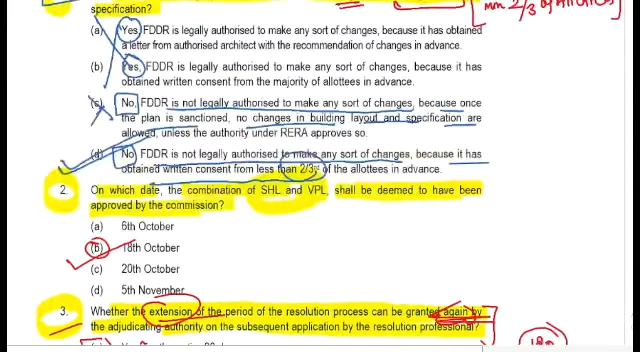 specification?
min 2/3 of Allottees]
(a) Yes, FDDR is legally authorised to make any sort of changes, because it has obtained
a letter from authorised architect with the recommendation of changes in advance.
(b) Yes, FDDR is legally authorised to make any sort of changes, because it has
obtained written consent from the majority of allottees in advance.
(c) No, FDDR is not legally authorised to make any sort of changes, because once
the plan is sanctioned, no changes in building layout and specification are
allowed, unless the authority under RERA approves so.
(d) No, FDDR is not legally authorised to make any sort of changes, because it has
obtained written consent from less than 2/3rd of the allottees in advance.
2. On which date, the combination of SHL and VPL, shall be deemed to have been
approved by the commission?
(a) 6th October
(b) 18th October
(c) 20th October
(d) 5th November
3. Whether the extension of the period of the resolution process can be granted again by
the adjudicating authority on the subsequent application by the resolution professional?
180